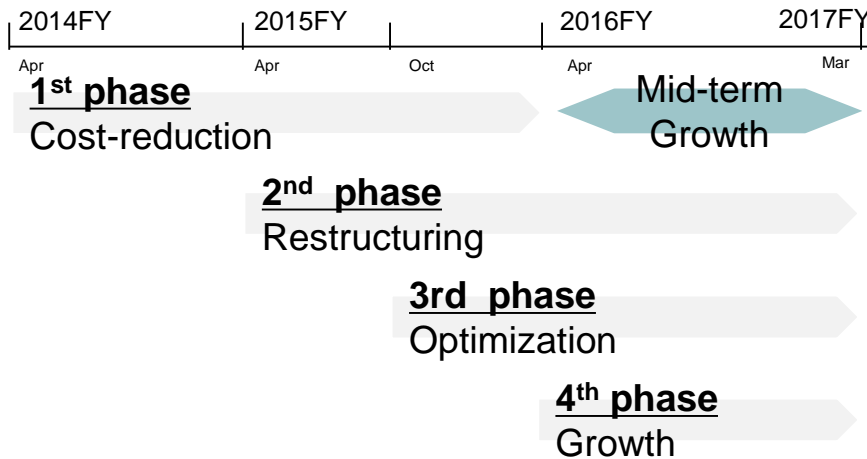 2014FY 2015FY 2016FY 2017FY
Apr Apr Oct Apr Mar
1st phase
Cost-reduction
Mid-term
Growth
2nd phase
Restructuring
3rd phase
Optimization
4th phase
Growth